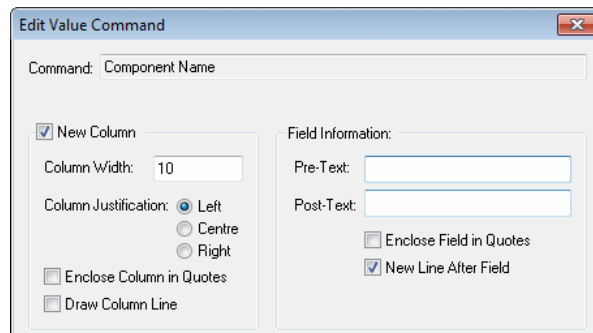 Edit Value Command
Command: Component Name
New Column
Column Width: 10
Column Justification: Left
Centre
Right
Enclose Column in Quotes
Draw Column Line
Field Information:
Pre-Text:
Post-Text:
Enclose Field in Quotes
New Line After Field